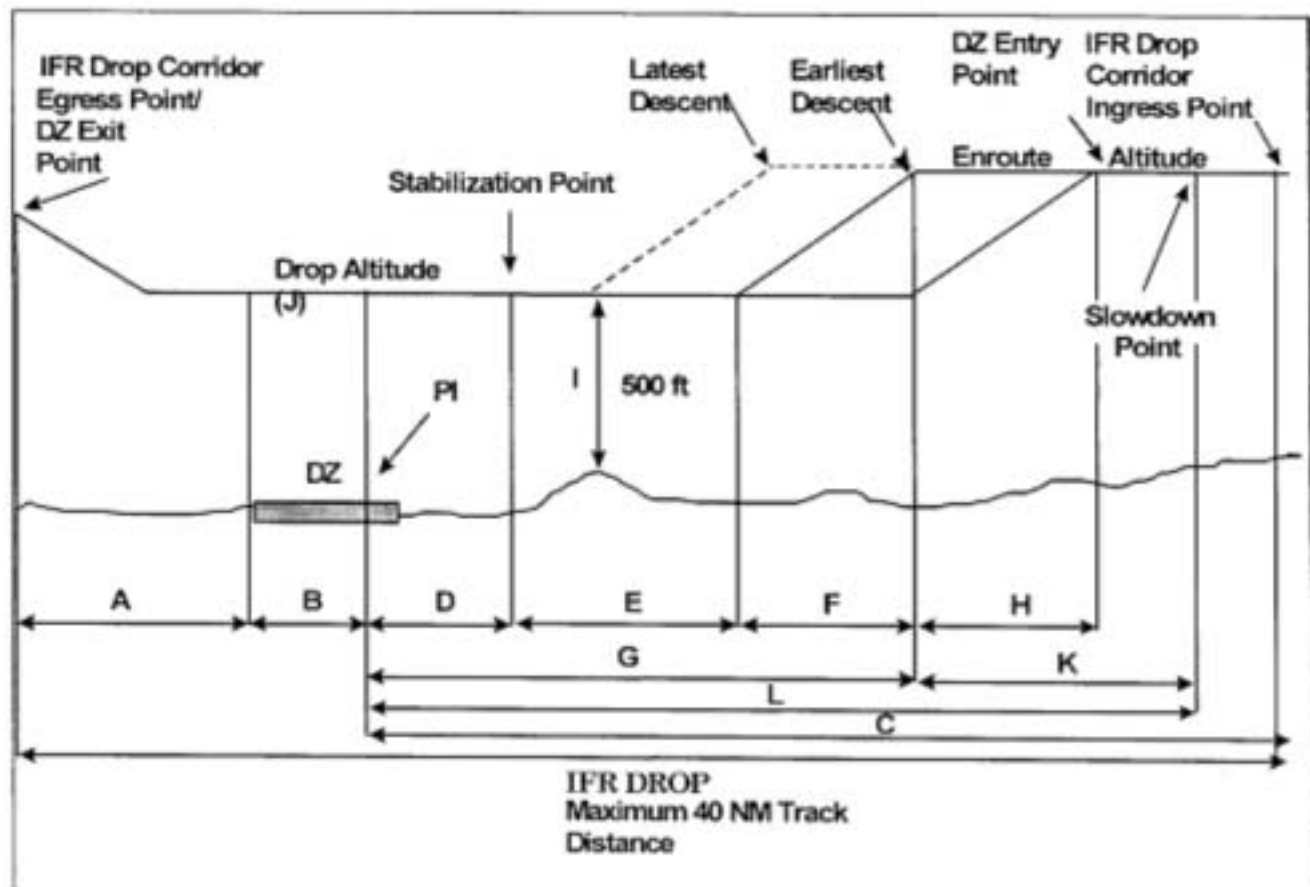 IFR Drop Corridor
Egress Point/
DZ Exit
Point
Latest
Descent
Earliest
Descent
DZ Entry
Point
IFR Drop
Corridor
Ingress Point
Enroute
Altitude
Stabilization Point
Drop Altitude
(J)
Slowdown
Point
I
500 ft
PI
DZ
A
B
D
E
F
H
G
K
L
C
IFR DROP
Maximum 40 NM Track
Distance